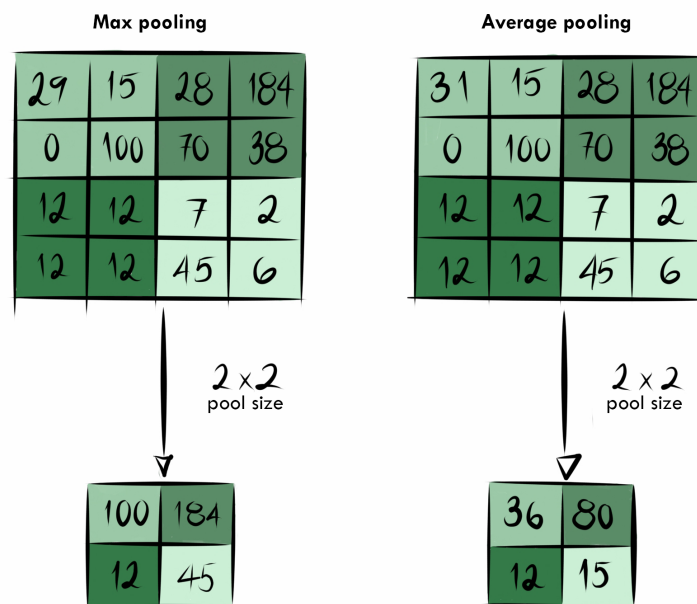 Max pooling
29 15 28 184
0 100 70 38
12 12 7 2
12 12 45 6
2 x 2
pool size
100 184
12 45
Average pooling
31 15 28 184
0 100 70 38
12 12 7 2
12 12 45 6
2 x 2
pool size
36 80
12 15